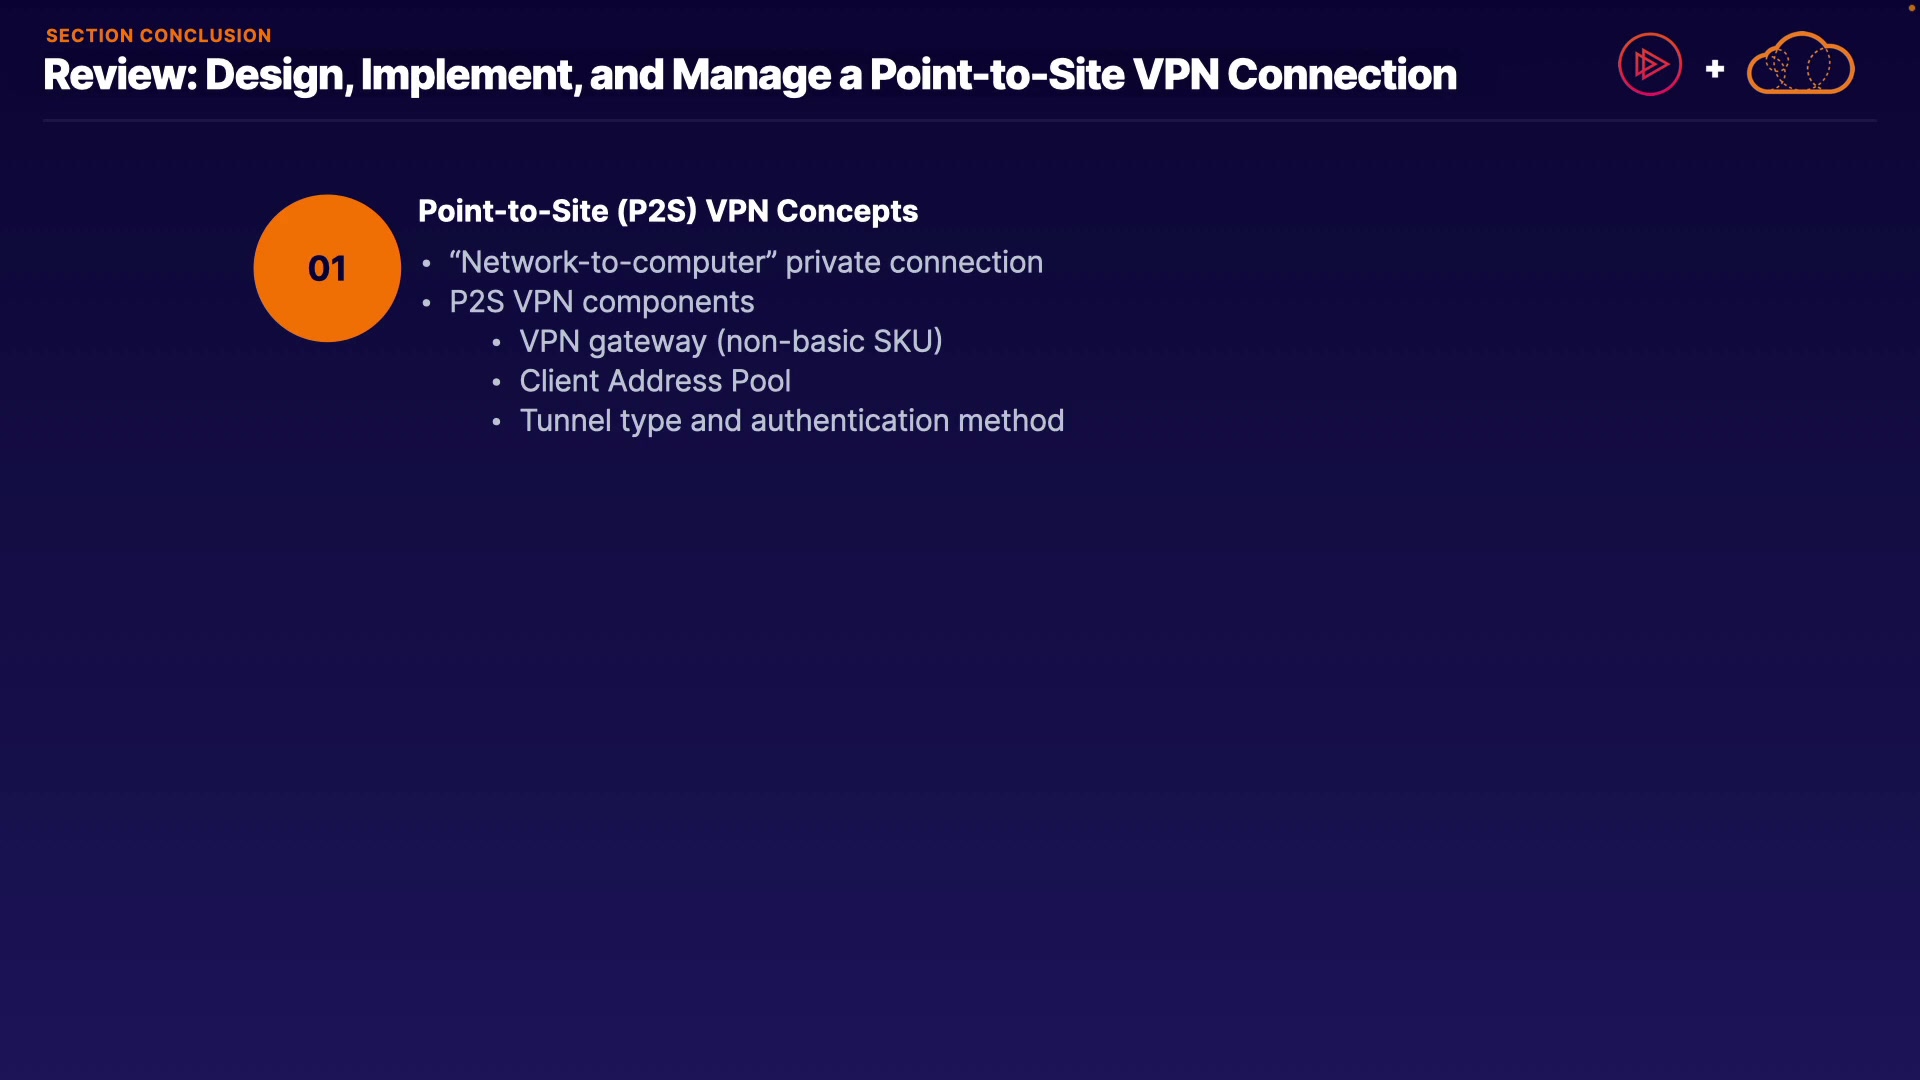 SECTION CONCLUSION
Review: Design, Implement, and Manage a Point-to-Site VPN Connection
+
01
Point-to-Site (P2S) VPN Concepts
• “Network-to-computer” private connection
• P2S VPN components
• VPN gateway (non-basic SKU)
• Client Address Pool
• Tunnel type and authentication method